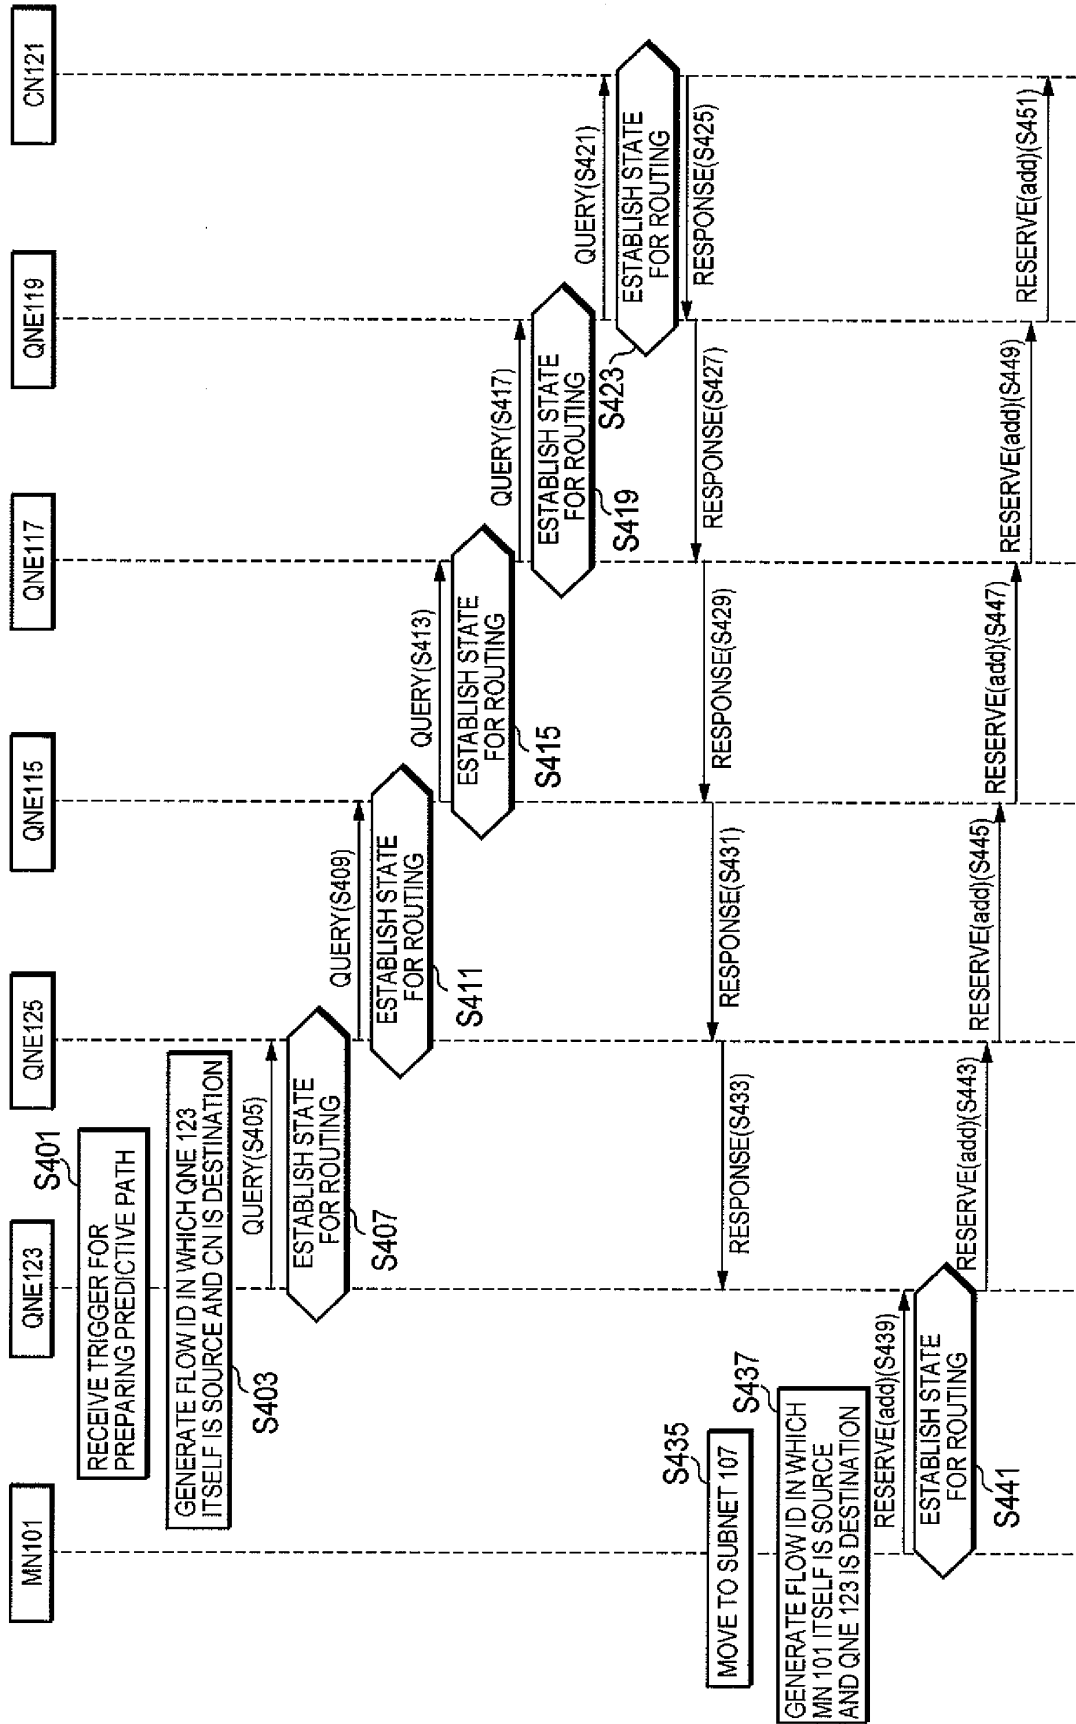 MN101
QNE123
QNE125
QNE115
QNE117
QNE119
CN121
S401
RECEIVE TRIGGER FOR
PREPARING PREDICTIVE PATH
GENERATE FLOW ID IN WHICH QNE 123
ITSELF IS SOURCE AND CN IS DESTINATION
S403
QUERY(S405)
ESTABLISH STATE
FOR ROUTING
S407
QUERY(S409)
ESTABLISH STATE
FOR ROUTING
S411
QUERY(S413)
ESTABLISH STATE
FOR ROUTING
S415
QUERY(S417)
ESTABLISH STATE
FOR ROUTING
S419
QUERY(S421)
ESTABLISH STATE
FOR ROUTING
S423
RESPONSE(S425)
RESPONSE(S427)
RESPONSE(S429)
RESPONSE(S431)
RESPONSE(S433)
S435
MOVE TO SUBNET 107
S437
GENERATE FLOW ID IN WHICH
MN 101 ITSELF IS SOURCE
AND QNE 123 IS DESTINATION
RESERVE(add)(S439)
ESTABLISH STATE
FOR ROUTING
S441
RESERVE(add)(S443)
RESERVE(add)(S445)
RESERVE(add)(S447)
RESERVE(add)(S449)
RESERVE(add)(S451)